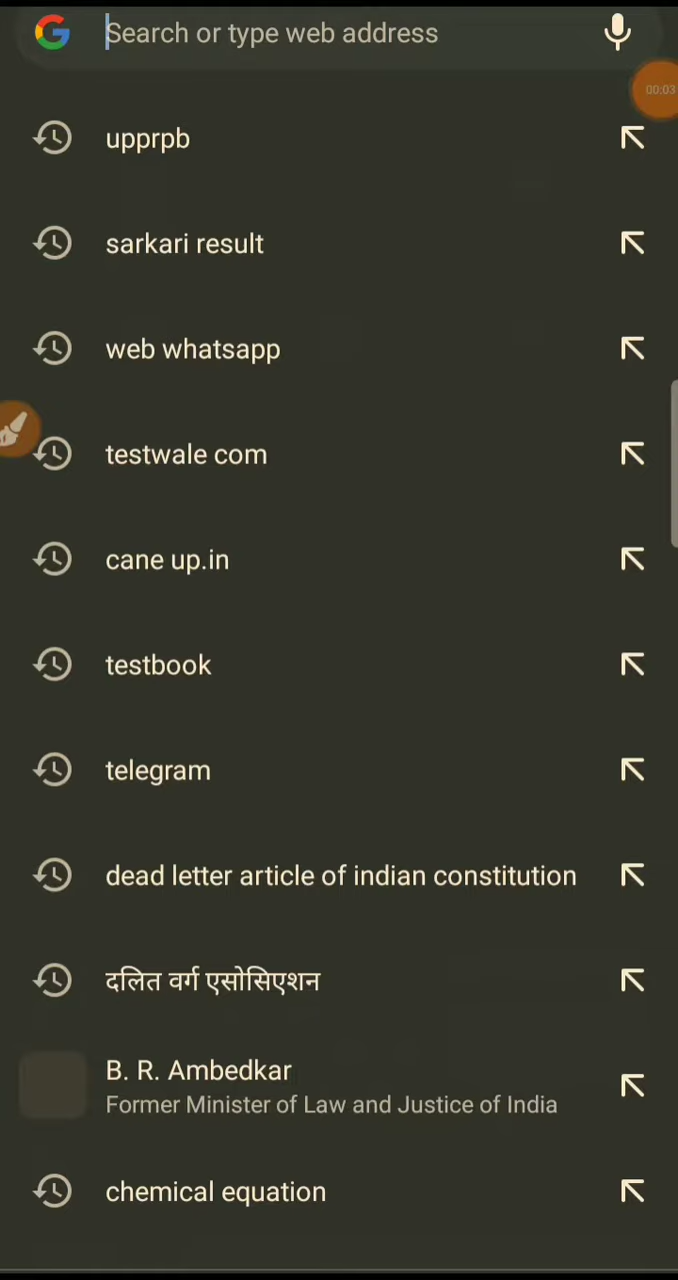 Search or type web address
00:03
upprpb
sarkari result
web whatsapp
testwale com
cane up.in
testbook
telegram
dead letter article of indian constitution
दलित वर्ग एसोसिएशन
B. R. Ambedkar
Former Minister of Law and Justice of India
chemical equation